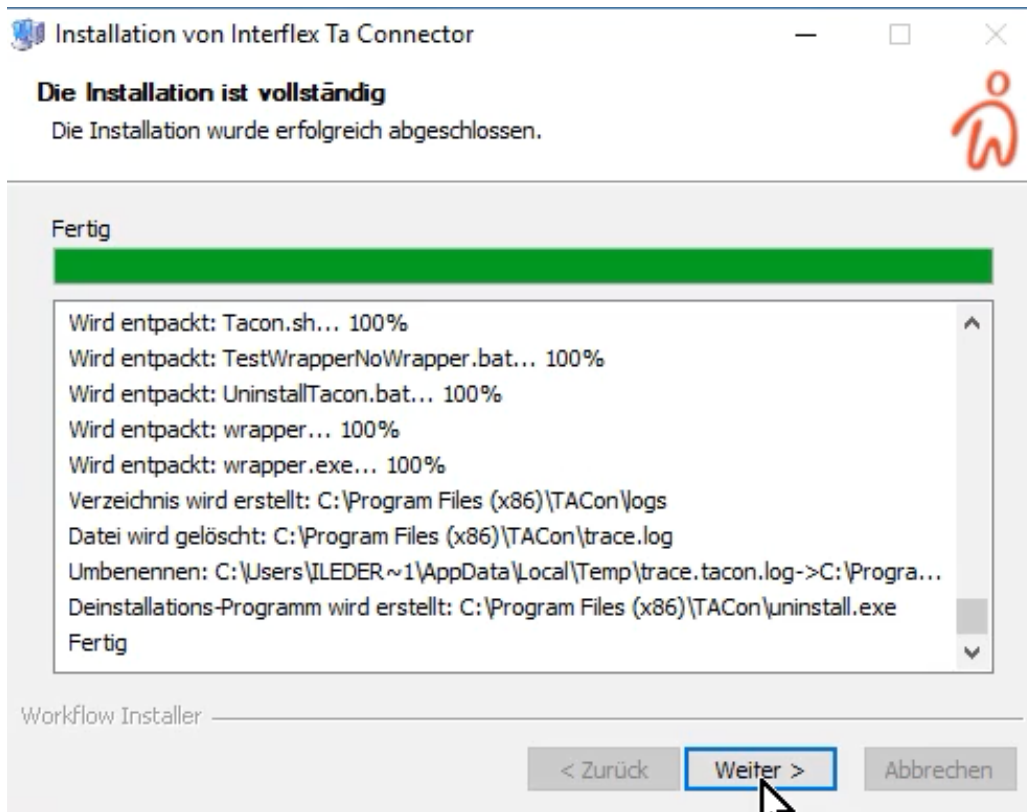 Installation von Interflex Ta Connector
Die Installation ist vollständig
Die Installation wurde erfolgreich abgeschlossen.
Fertig
Wird entpackt: Tacon.sh... 100%
Wird entpackt: TestWrapperNoWrapper.bat... 100%
Wird entpackt: UninstallTacon.bat... 100%
Wird entpackt: wrapper... 100%
Wird entpackt: wrapper.exe... 100%
Verzeichnis wird erstellt: C:\Program Files (x86)\TACon\logs
Datei wird gelöscht: C:\Program Files (x86)\TACon\trace.log
Umbenennen: C:\Users\ILEDER~1\AppData\Local\Temp\trace.tacon.log->C:\Progra...
Deinstallations-Programm wird erstellt: C:\Program Files (x86)\TACon\uninstall.exe
Fertig
Workflow Installer
< Zurück Weiter > Abbrechen